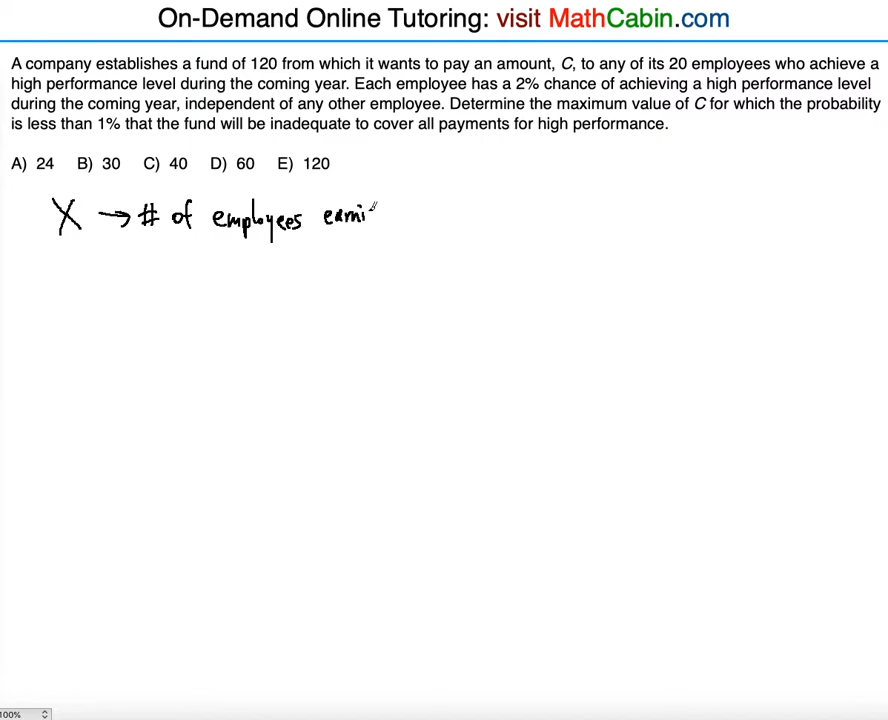 On-Demand Online Tutoring: visit MathCabin.com
A company establishes a fund of 120 from which it wants to pay an amount, C, to any of its 20 employees who achieve a
high performance level during the coming year. Each employee has a 2% chance of achieving a high performance level
during the coming year, independent of any other employee. Determine the maximum value of C for which the probability
is less than 1% that the fund will be inadequate to cover all payments for high performance.
A) 24 B) 30 C) 40 D) 60 E) 120
X → # of employees earni
100%